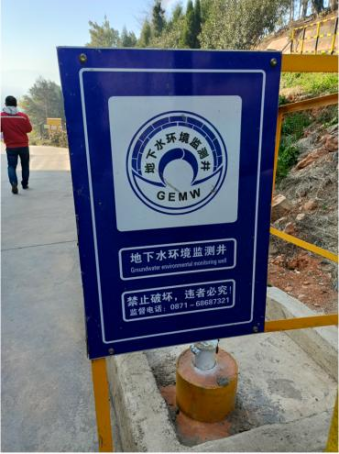 地下水环境监测井
GEMW
地下水环境监测井
Groundwater environmental monitoring well
禁止破坏，违者必究！
监督电话：0871-68687321